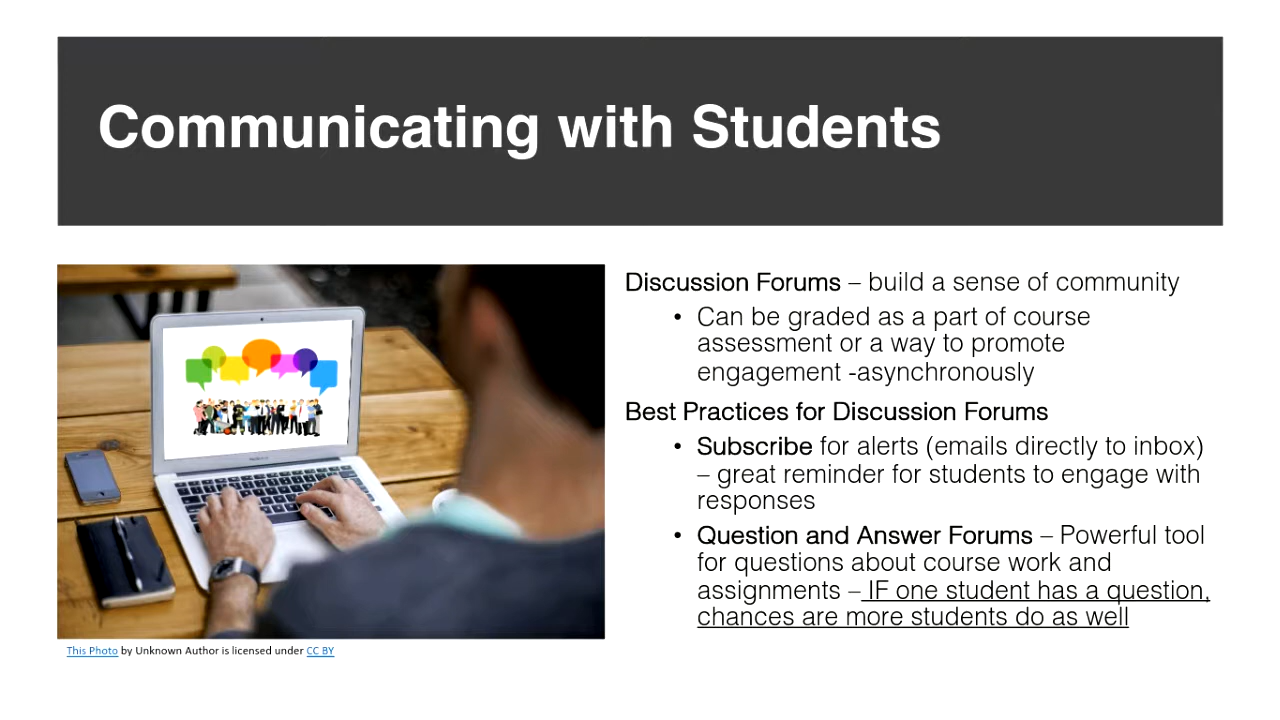 Communicating with Students
Discussion Forums – build a sense of community
• Can be graded as a part of course
assessment or a way to promote
engagement -asynchronously
Best Practices for Discussion Forums
• Subscribe for alerts (emails directly to inbox)
– great reminder for students to engage with
responses
• Question and Answer Forums – Powerful tool
for questions about course work and
assignments – IF one student has a question,
chances are more students do as well
This Photo by Unknown Author is licensed under CC BY